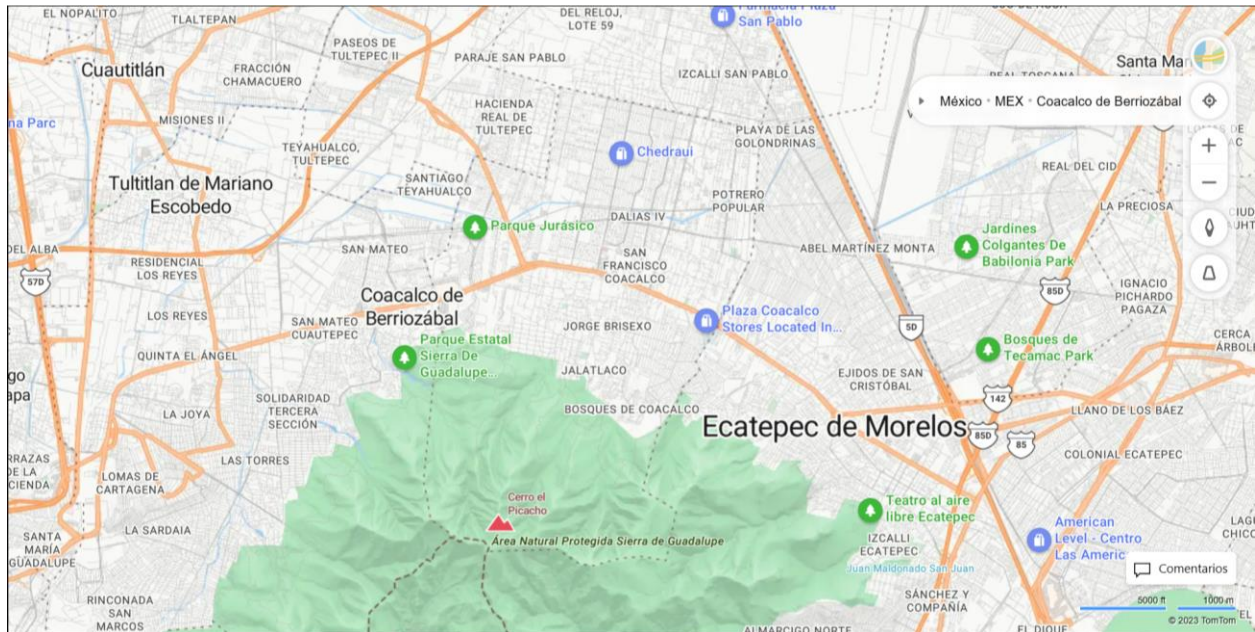 EL NOPALITO
TLALTEPAN
DEL RELOJ,
LOTE 59
San Pablo
PASEOS DE
TULTEPEC II
PARAJE SAN PABLO
IZCALLI SAN PABLO
Santa Mar
Cuautitlán
FRACCIÓN
CHAMACUERO
México • MEX • Coacalco de Berriozábal
HACIENDA
REAL DE
TULTEPEC
MISIONES II
na Parc
PLAYA DE LAS
GOLONDRINAS
TEYAHUALCO,
TULTEPEC
Chedraui
REAL DEL CID
SANTIAGO
TEYAHUALCO
Tultitlan de Mariano
Escobedo
POTRERO
POPULAR
LA PRECIOSA
DALIAS IV
Parque Jurásico
Jardines
Colgantes De
Babilonia Park
DEL ALBA
SAN MATEO
ABEL MARTÍNEZ MONTA
RESIDENCIAL
LOS REYES
SAN
FRANCISCO
COACALCO
57D
85D
IGNACIO
PICHARDO
PAGAZA
Coacalco de
Berriozábal
LOS REYES
SAN MATEO
CUAUTEPEC
JORGE BRISEXO
Plaza Coacalco
Stores Located In...
5D
CERCA
ÁRBOL
Parque Estatal
Sierra De
Guadalupe...
Bosques de
Tecamac Park
QUINTA EL ÁNGEL
JALATLACO
EJIDOS DE SAN
CRISTÓBAL
go
apa
SOLIDARIDAD
TERCERA
SECCIÓN
LA JOYA
BOSQUES DE COACALCO
142
LLANO DE LOS BÁEZ
Ecatepec de Morelos
85D
85
COLONIAL ECATEPEC
LAS TORRES
RRAZAS
DE LA
CIENDA
LOMAS DE
CARTAGENA
Cerro el
Picacho
Teatro al aire
libre Ecatepec
LA SARDAIA
SANTA
MARÍA
GUADALUPE
Área Natural Protegida Sierra de Guadalupe
IZCALLI
ECATEPEC
American
Level - Centro
Las Americ
LAGU
CHICO
Juan Maldonado San Juan
Comentarios
SÁNCHEZ Y
COMPAÑÍA
RINCONADA
SAN
MARCOS
5000 ft
1000 m
© 2023 TomTom
ALMARCIGO NORTE
EL DIQUE